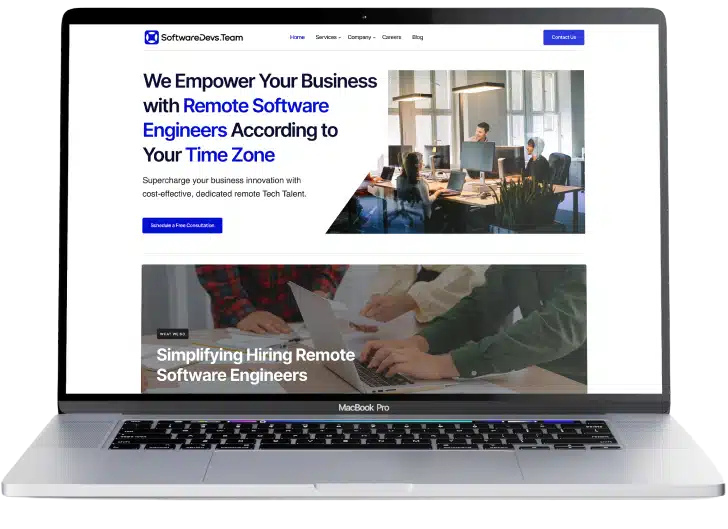 SoftwareDevs.Team
Home Services Company Careers Blog
Contact Us
We Empower Your Business
with Remote Software
Engineers According to
Your Time Zone
Supercharge your business innovation with
cost-effective, dedicated remote Tech Talent.
Schedule a Free Consultation
WHAT WE DO
Simplifying Hiring Remote
Software Engineers
MacBook Pro